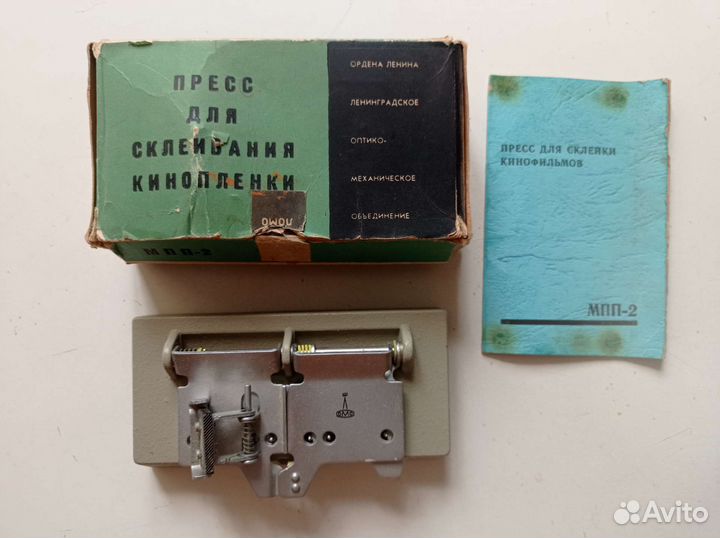 ПРЕСС
ДЛЯ
СКЛЕИВАНИЯ
КИНОПЛЕНКИ
ОРДЕНА ЛЕНИНА
ЛЕНИНГРАДСКОЕ
ОПТИКО-
МЕХАНИЧЕСКОЕ
ОБЪЕДИНЕНИЕ
ЛОМО
МПП-2
ПРЕСС ДЛЯ СКЛЕЙКИ
КИНОФИЛЬМОВ
МПП-2
Avito